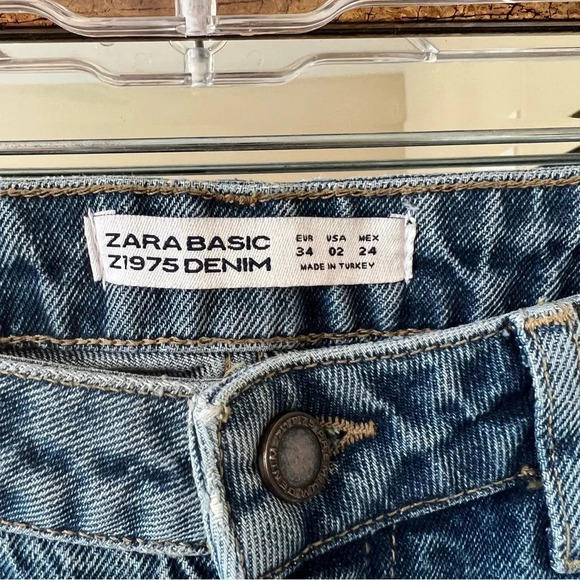 ZARA BASIC
Z1975 DENIM
EUR USA MEX
34 02 24
MADE IN TURKEY